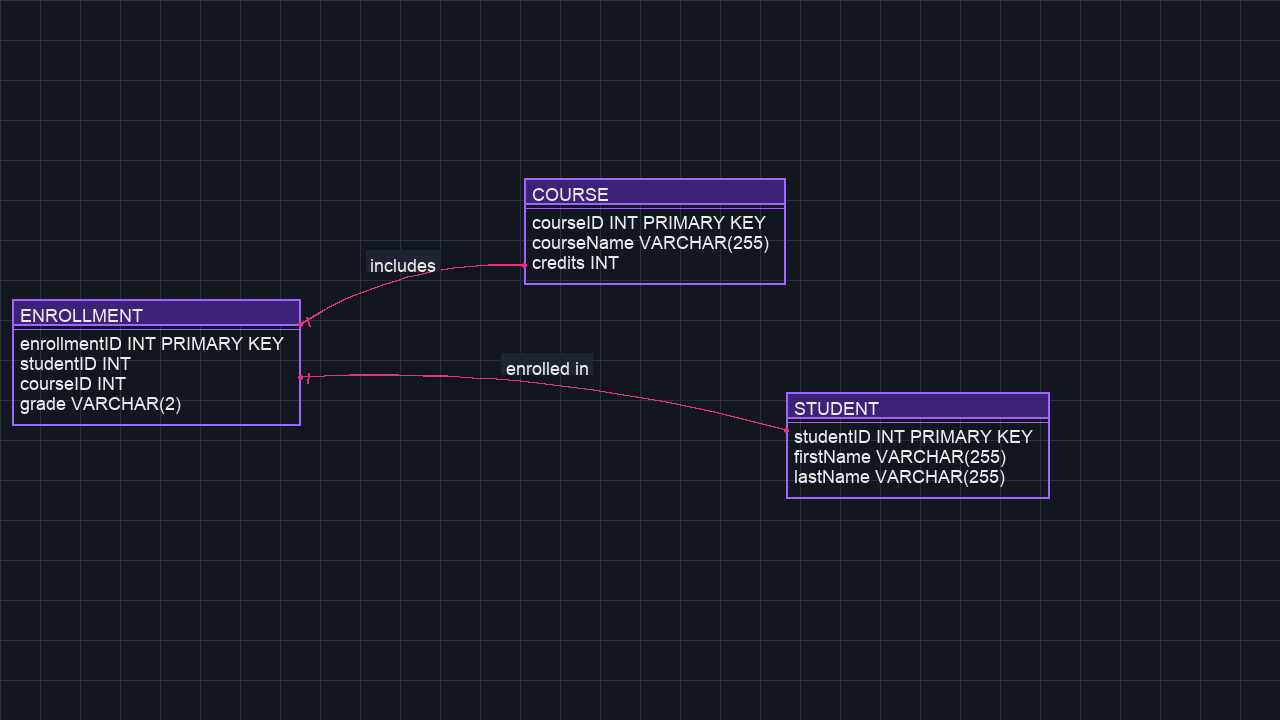 COURSE
courseID INT PRIMARY KEY
courseName VARCHAR(255)
credits INT
includes
ENROLLMENT
enrollmentID INT PRIMARY KEY
studentID INT
courseID INT
grade VARCHAR(2)
enrolled in
STUDENT
studentID INT PRIMARY KEY
firstName VARCHAR(255)
lastName VARCHAR(255)